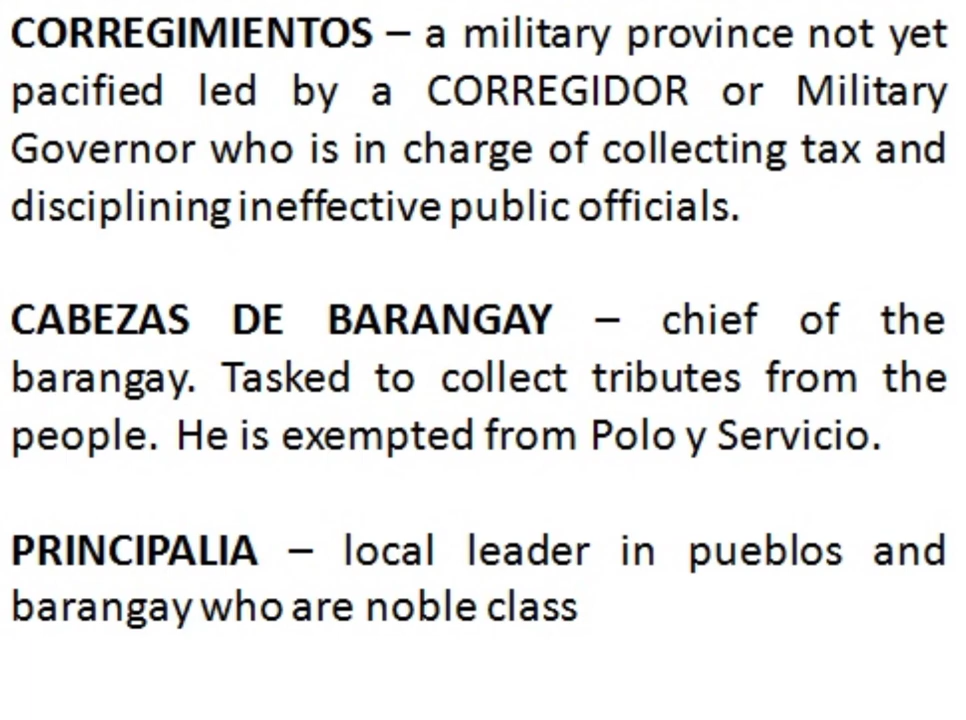 CORREGIMIENTOS – a military province not yet
pacified led by a CORREGIDOR or Military
Governor who is in charge of collecting tax and
disciplining ineffective public officials.
CABEZAS DE BARANGAY – chief of the
barangay. Tasked to collect tributes from the
people. He is exempted from Polo y Servicio.
PRINCIPALIA – local leader in pueblos and
barangay who are noble class